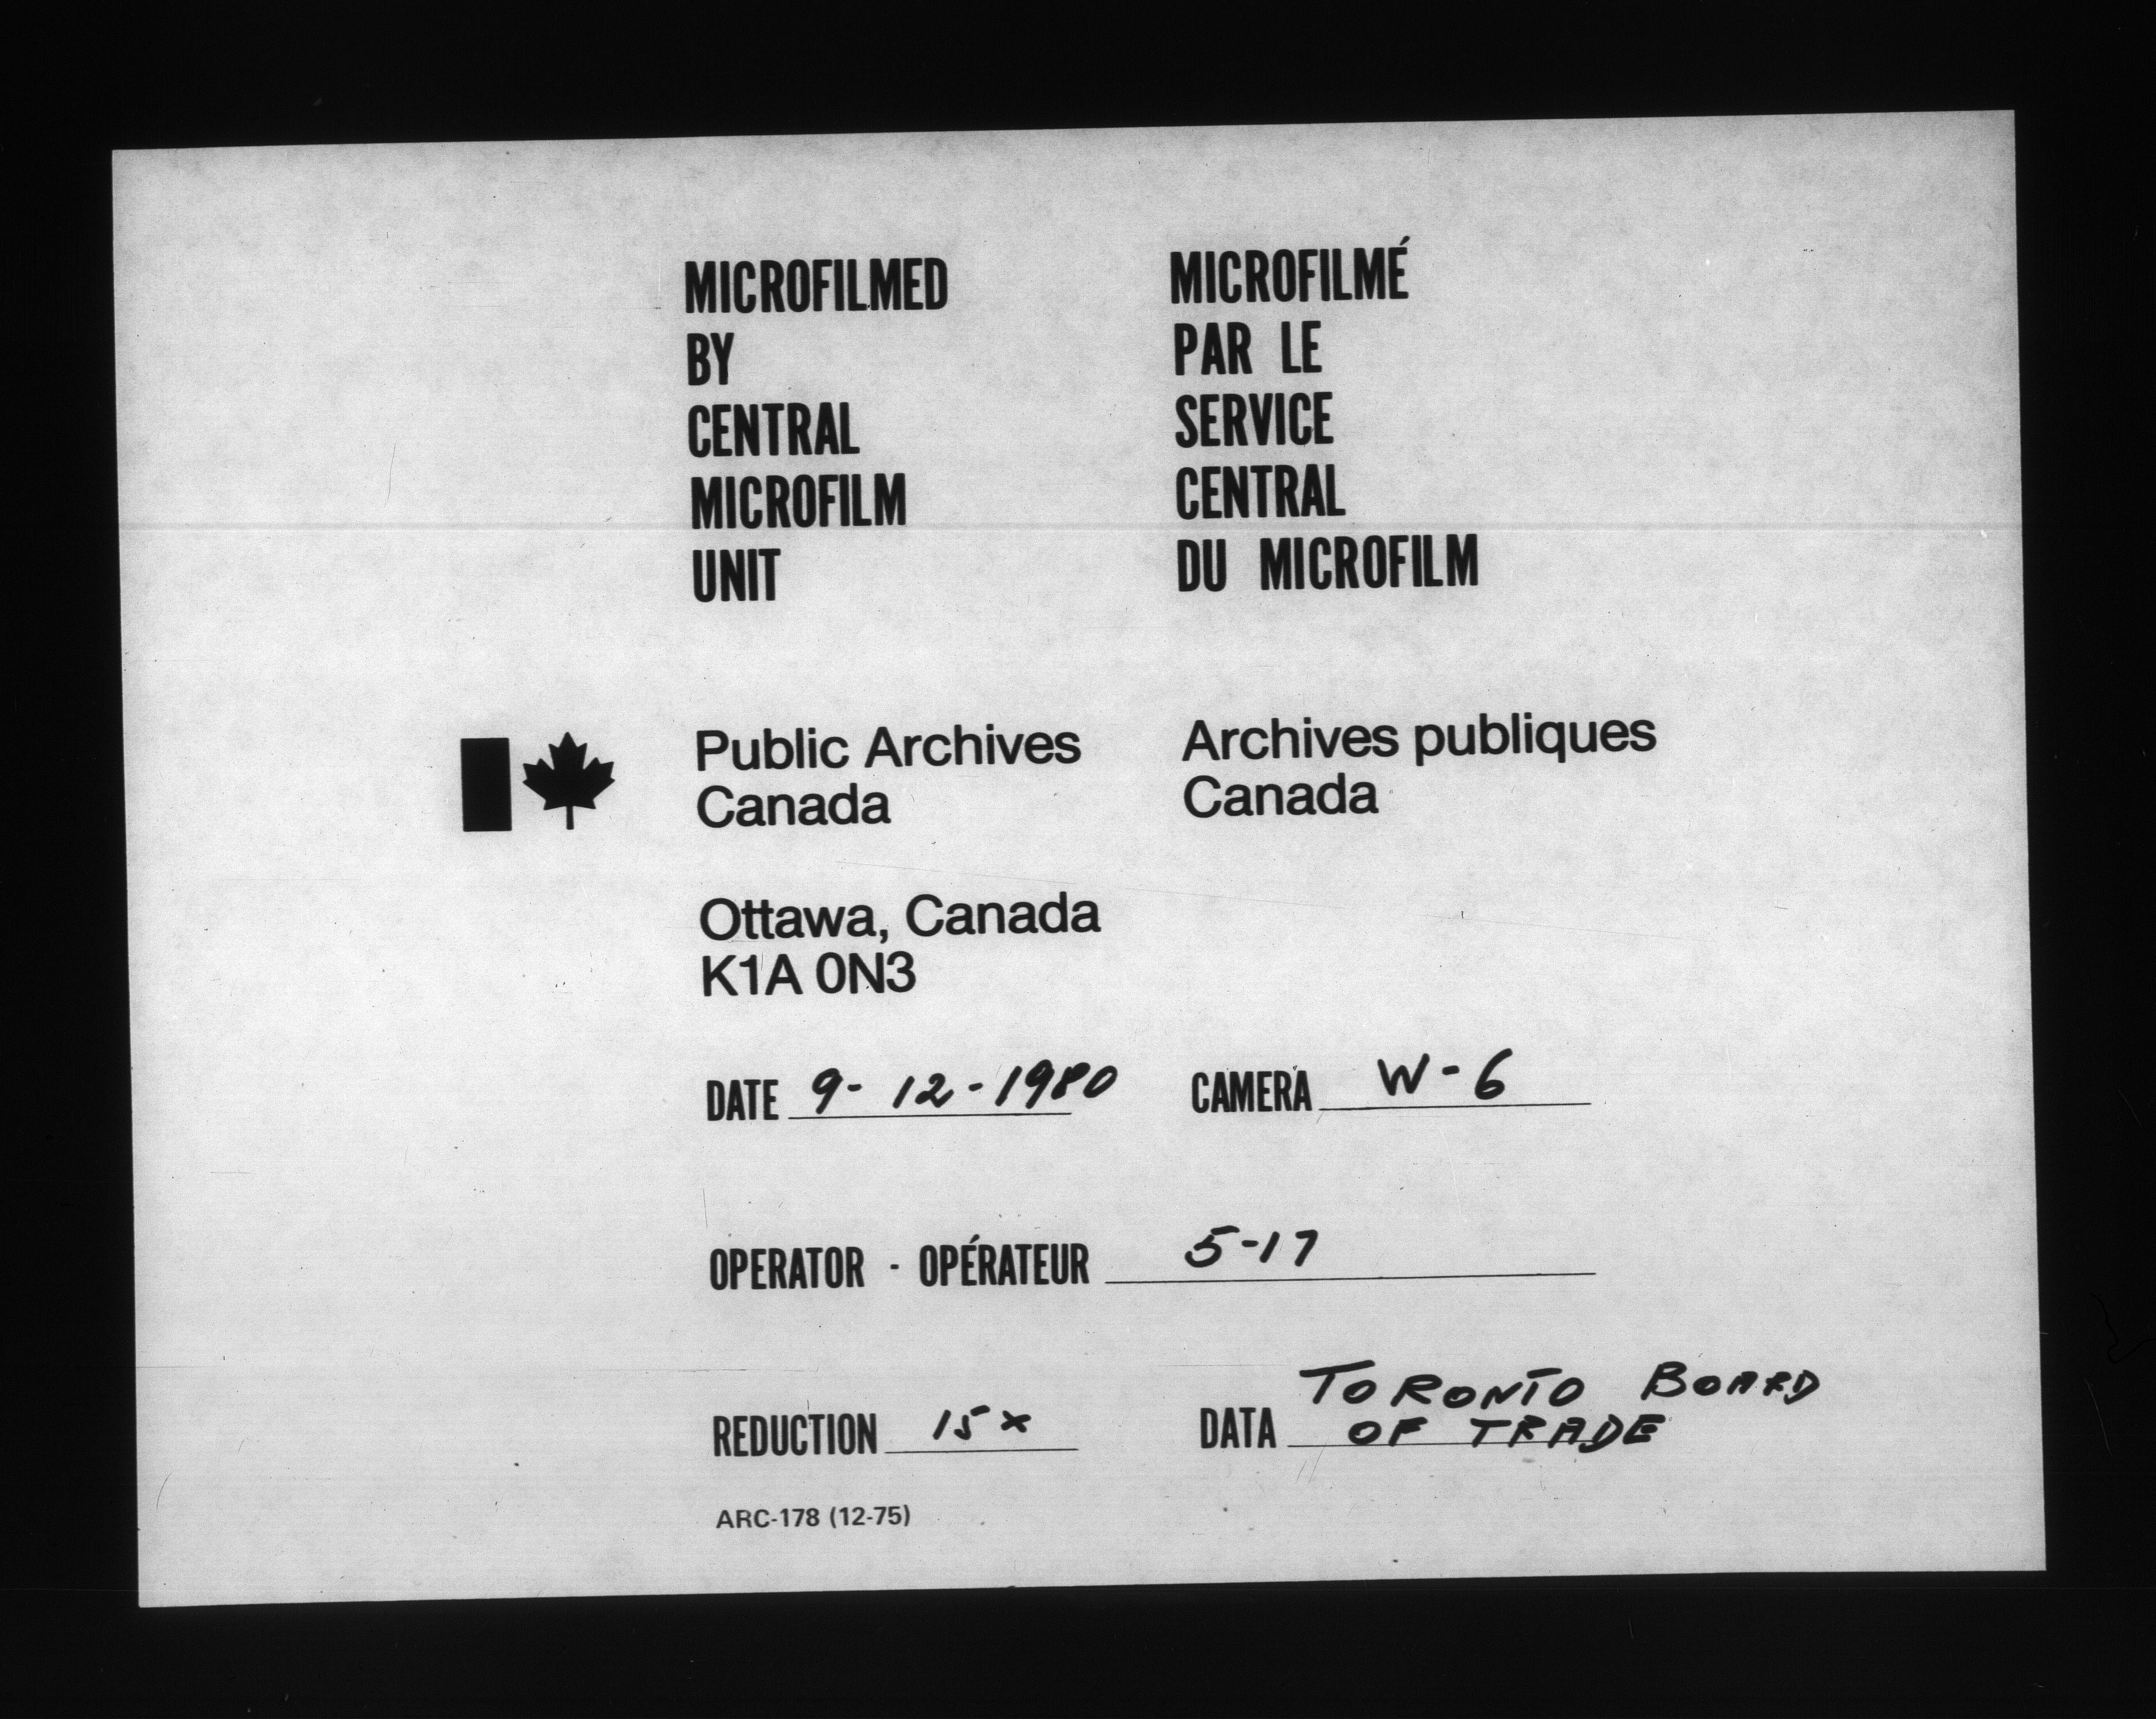 MICROFILMED
BY
CENTRAL
MICROFILM
UNIT
MICROFILMÉ
PAR LE
SERVICE
CENTRAL
DU MICROFILM
Public Archives
Canada
Archives publiques
Canada
Ottawa, Canada
K1A 0N3
DATE 9-12-1980
CAMERA W-6
OPERATOR - OPÉRATEUR 5-17
REDUCTION 15x
DATA TORONTO BOARD
OF TRADE
ARC-178 (12-75)